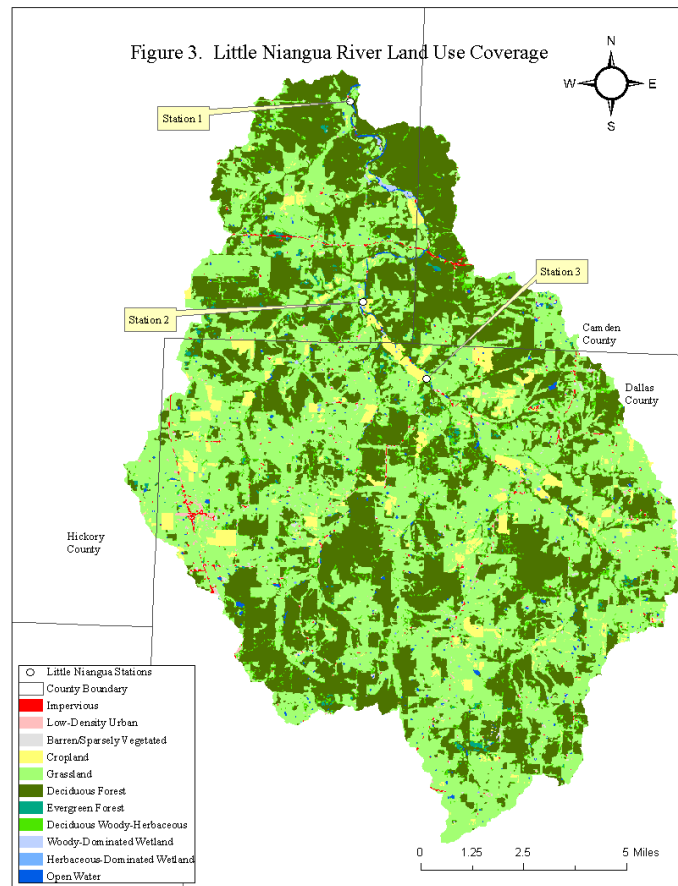 Figure 3. Little Niangua River Land Use Coverage
N
W
E
S
Station 1
Station 3
Station 2
Camden
County
Dallas
County
Hickory
County
Little Niangua Stations
County Boundary
Impervious
Low-Density Urban
Barren/Sparsely Vegetated
Cropland
Grassland
Deciduous Forest
Evergreen Forest
Deciduous Woody-Herbaceous
Woody-Dominated Wetland
Herbaceous-Dominated Wetland
Open Water
0 1.25 2.5 5 Miles